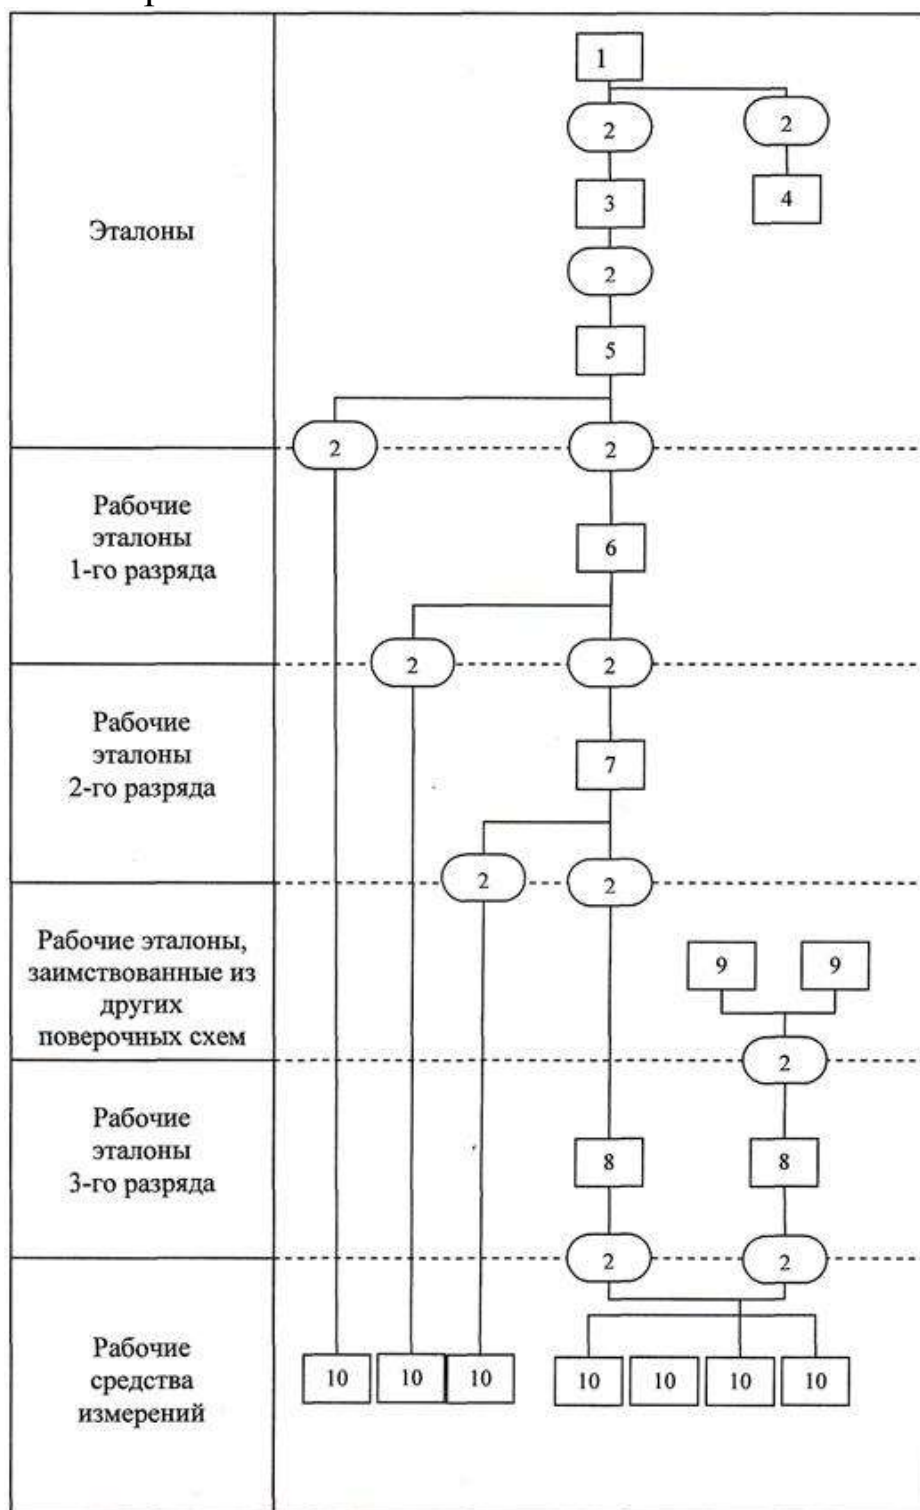 1
2
2
3
4
Эталоны
2
5
2
2
Рабочие
эталоны
1-го разряда
6
2
2
Рабочие
эталоны
2-го разряда
7
2
2
Рабочие эталоны,
заимствованные из
других
поверочных схем
9
9
2
Рабочие
эталоны
3-го разряда
8
8
2
2
Рабочие
средства
измерений
10
10
10
10
10
10
10